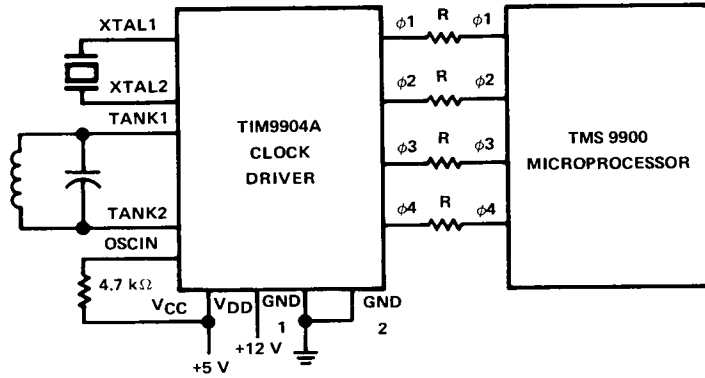 XTAL1
XTAL2
TANK1
TANK2
OSCIN
4.7 kΩ
VCC
VDD
GND
1
GND
2
+5 V
+12 V
TIM9904A
CLOCK
DRIVER
ϕ1 R ϕ1
ϕ2 R ϕ2
ϕ3 R ϕ3
ϕ4 R ϕ4
TMS 9900
MICROPROCESSOR